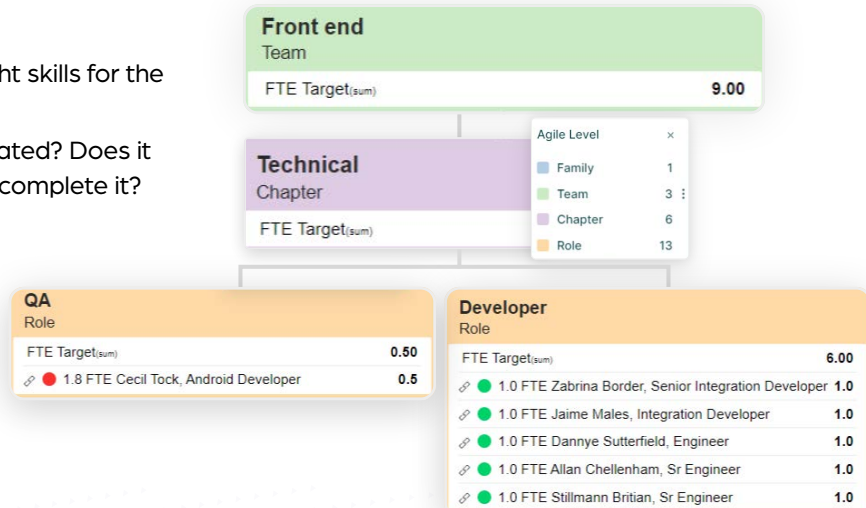 ht skills for the
ated? Does it
complete it?
Front end
Team
FTE Target(sum) 9.00
Technical
Chapter
FTE Target(sum)
Agile Level ×
Family 1
Team 3
Chapter 6
Role 13
QA
Role
FTE Target(sum) 0.50
1.8 FTE Cecil Tock, Android Developer 0.5
Developer
Role
FTE Target(sum) 6.00
1.0 FTE Zabrina Border, Senior Integration Developer 1.0
1.0 FTE Jaime Males, Integration Developer 1.0
1.0 FTE Dannye Sutterfield, Engineer 1.0
1.0 FTE Allan Chellenham, Sr Engineer 1.0
1.0 FTE Stillmann Britian, Sr Engineer 1.0